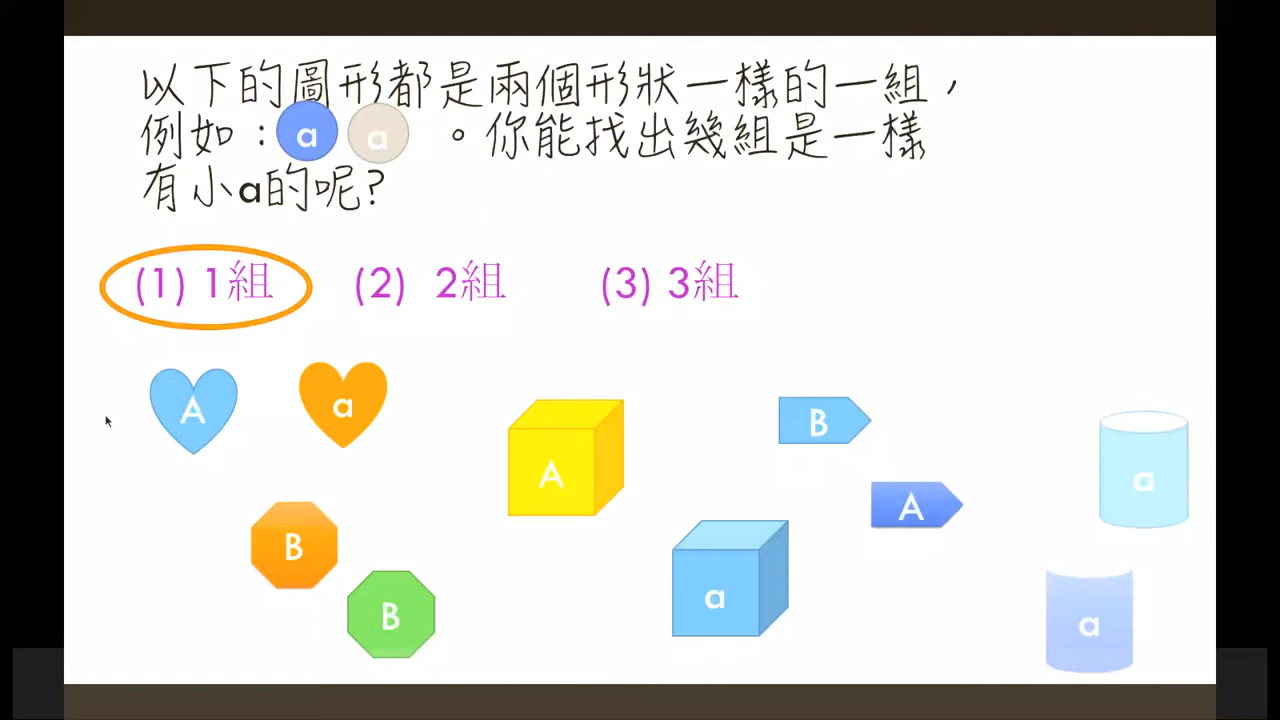 以下的圖形都是兩個形狀一樣的一組，
例如：a a 。你能找出幾組是一樣
有小a的呢?
(1) 1組 (2) 2組 (3) 3組
A a
A
B
A
a
B
B
a
a